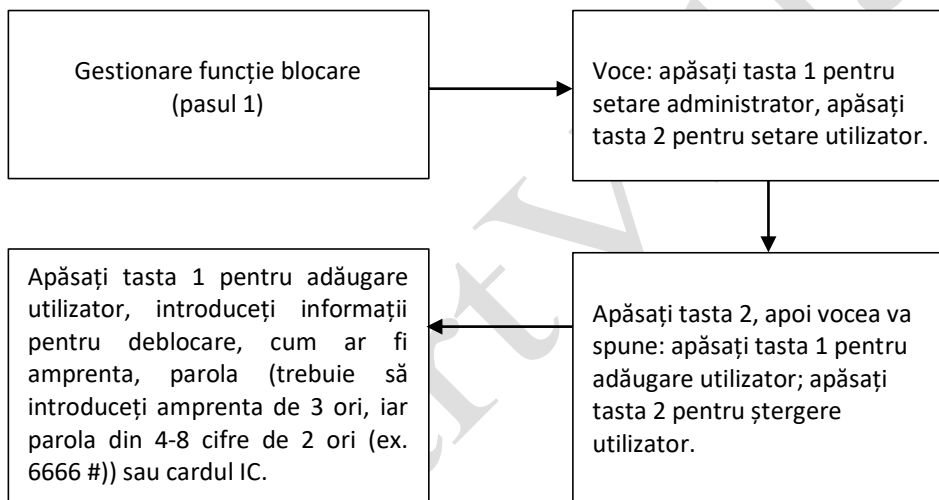 Gestionare funcție blocare
(pasul 1)
Voce: apăsați tasta 1 pentru
setare administrator, apăsați
tasta 2 pentru setare utilizator.
Apăsați tasta 2, apoi vocea va
spune: apăsați tasta 1 pentru
adăugare utilizator; apăsați
tasta 2 pentru ștergere
utilizator.
Apăsați tasta 1 pentru adăugare
utilizator, introduceți informații
pentru deblocare, cum ar fi
amprenta, parola (trebuie să
introduceți amprenta de 3 ori, iar
parola din 4-8 cifre de 2 ori (ex.
6666 #)) sau cardul IC.